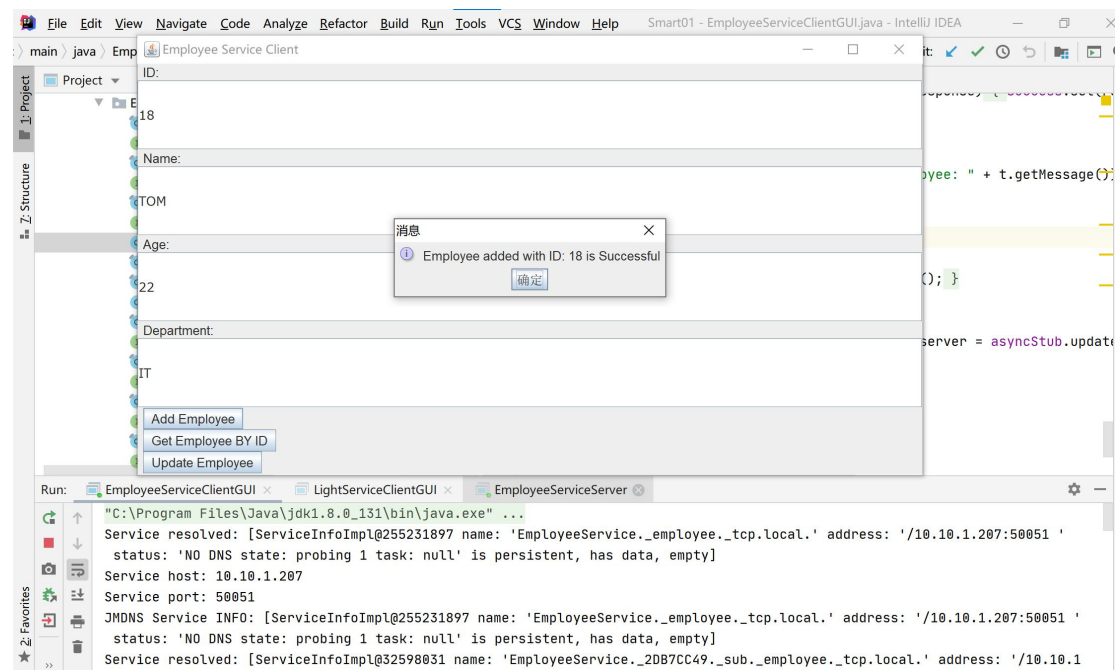 File Edit View Navigate Code Analyze Refactor Build Run Tools VCS Window Help Smart01 - EmployeeServiceClientGUI.java - IntelliJ IDEA
main java Emp
Employee Service Client
it:
1: Project
Project
7: Structure
ID:
18
Name:
TOM
Age:
22
Department:
IT
Add Employee
Get Employee BY ID
Update Employee
消息
Employee added with ID: 18 is Successful
确定
oyee: " + t.getMessage()
(); }
server = asyncStub.update
Run: EmployeeServiceClientGUI LightServiceClientGUI EmployeeServiceServer
2: Favorites
"C:\Program Files\Java\jdk1.8.0_131\bin\java.exe" ...
Service resolved: [ServiceInfoImpl@255231897 name: 'EmployeeService._employee._tcp.local.' address: '/10.10.1.207:50051 '
status: 'NO DNS state: probing 1 task: null' is persistent, has data, empty]
Service host: 10.10.1.207
Service port: 50051
JMDNS Service INFO: [ServiceInfoImpl@255231897 name: 'EmployeeService._employee._tcp.local.' address: '/10.10.1.207:50051 '
status: 'NO DNS state: probing 1 task: null' is persistent, has data, empty]
Service resolved: [ServiceInfoImpl@32598031 name: 'EmployeeService._2DB7CC49._sub._employee._tcp.local.' address: '/10.10.1